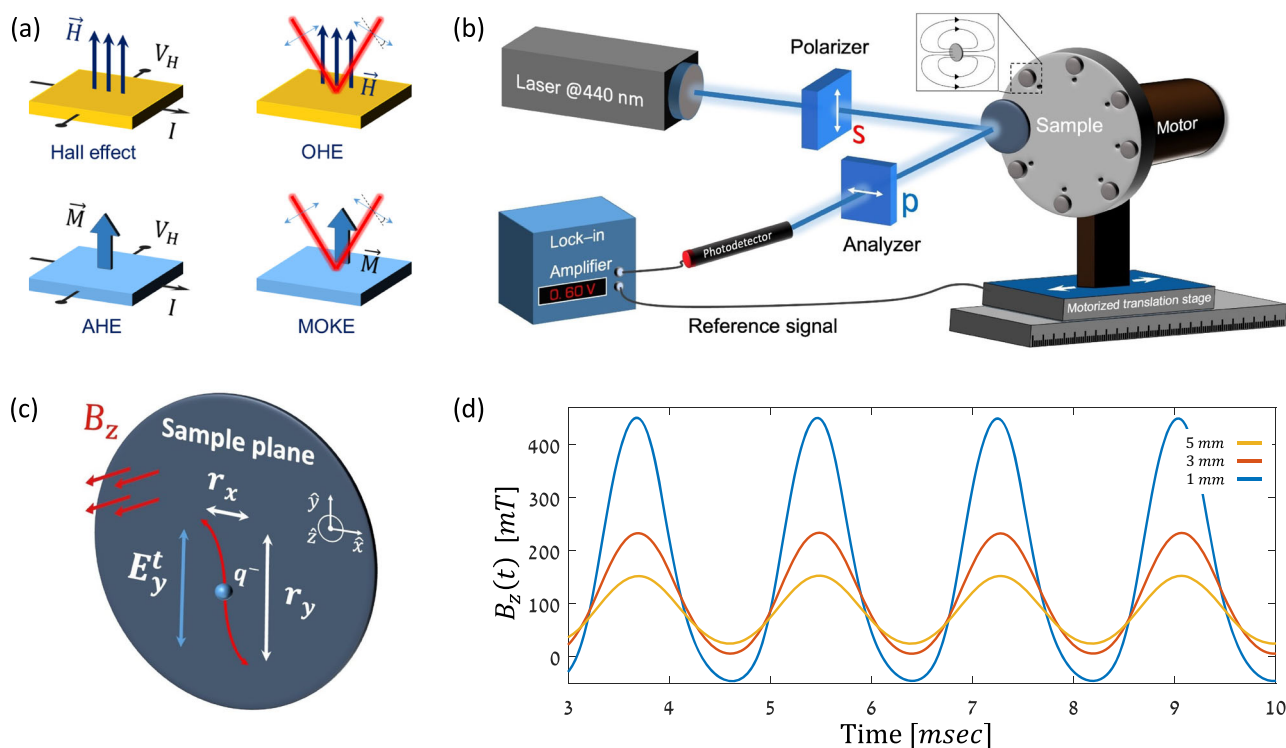 (a)
H⃗
V_H
I
Hall effect
H⃗
OHE
M⃗
V_H
I
AHE
M⃗
MOKE
(b)
Laser @440 nm
Polarizer
s
Sample
Motor
p
Analyzer
Photodetector
Lock-in
Amplifier
0.60 V
Reference signal
Motorized translation stage
(c)
B_z
Sample plane
r_x
ŷ
ẑ
x̂
E_y^t
q⁻
r_y
(d)
B_z(t) [mT]
400
300
200
100
0
5 mm
3 mm
1 mm
3 4 5 6 7 8 9 10
Time [msec]